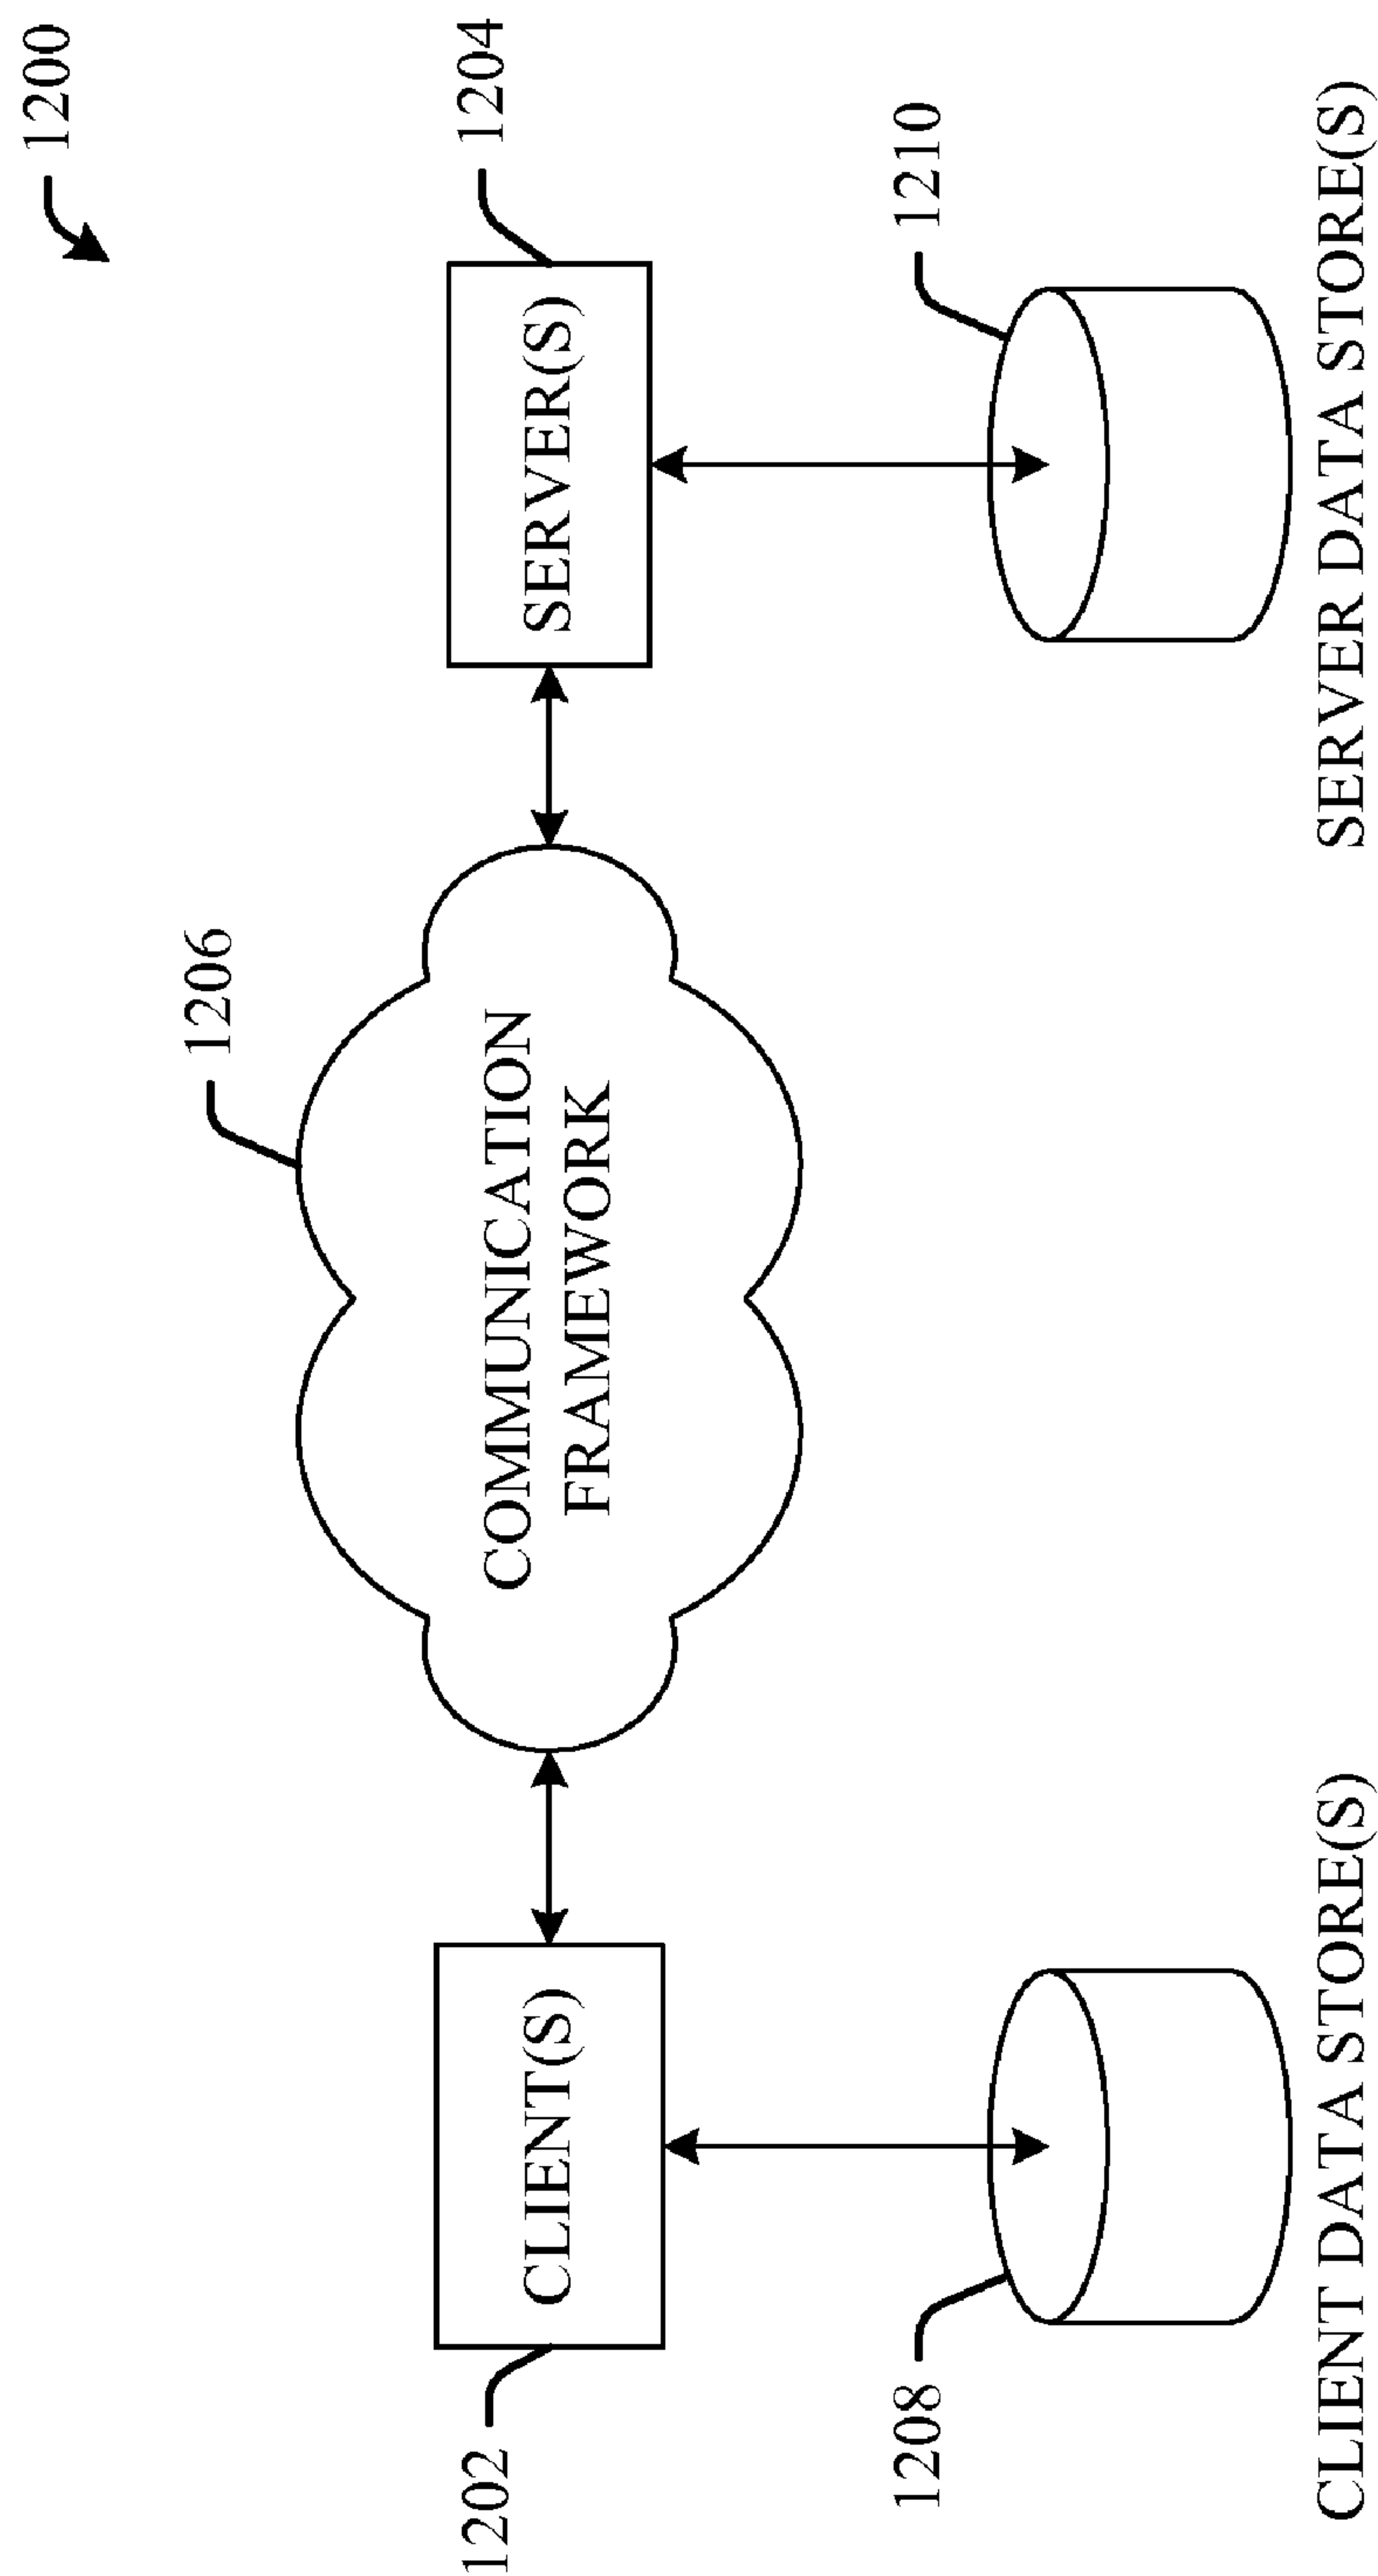 1200
1206
1202
CLIENT(S)
COMMUNICATION
FRAMEWORK
SERVER(S)
1204
1208
1210
CLIENT DATA STORE(S)
SERVER DATA STORE(S)